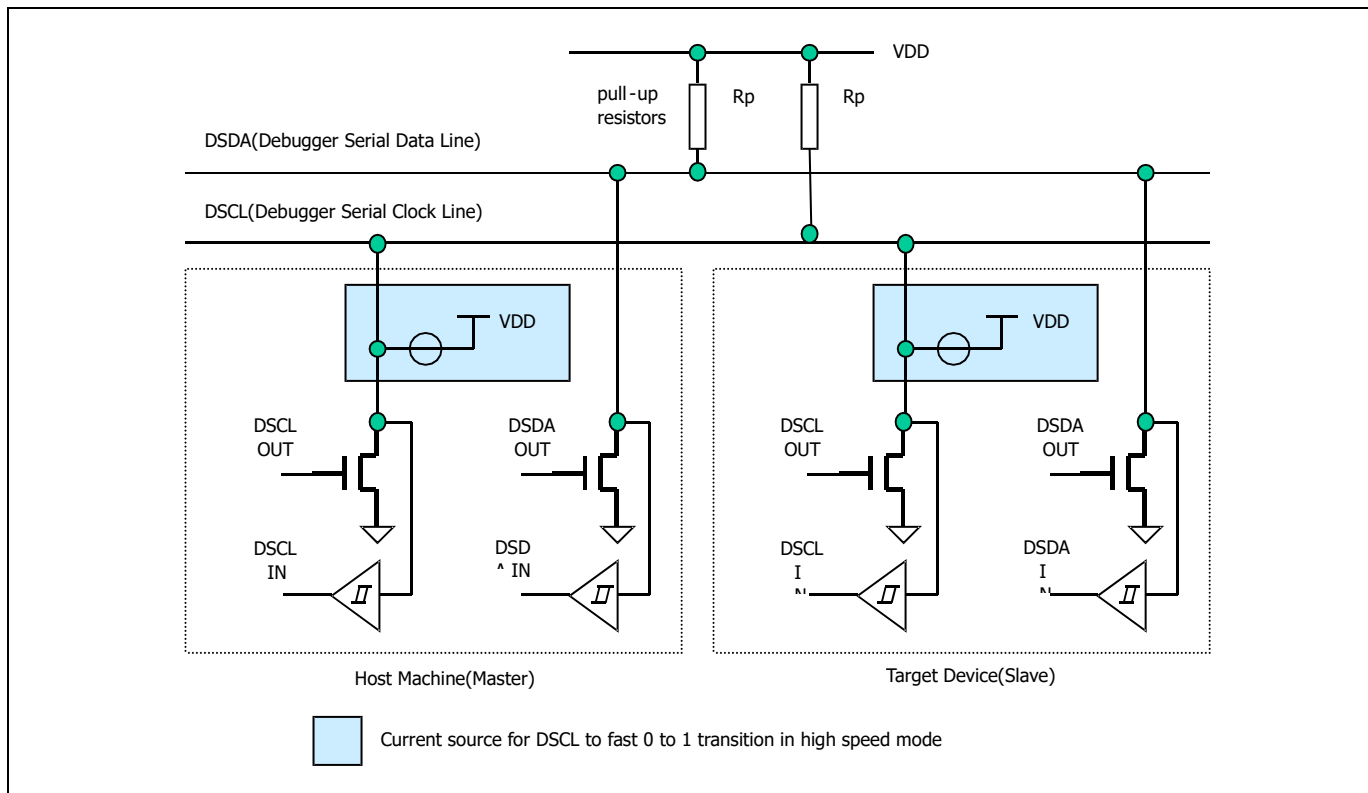 VDD
pull-up
resistors
Rp
Rp
DSDA(Debugger Serial Data Line)
DSCL(Debugger Serial Clock Line)
VDD
VDD
DSCL
OUT
DSDA
OUT
DSCL
OUT
DSDA
OUT
DSCL
IN
DSD
IN
DSCL
I
DSDA
I
Host Machine(Master)
Target Device(Slave)
Current source for DSCL to fast 0 to 1 transition in high speed mode